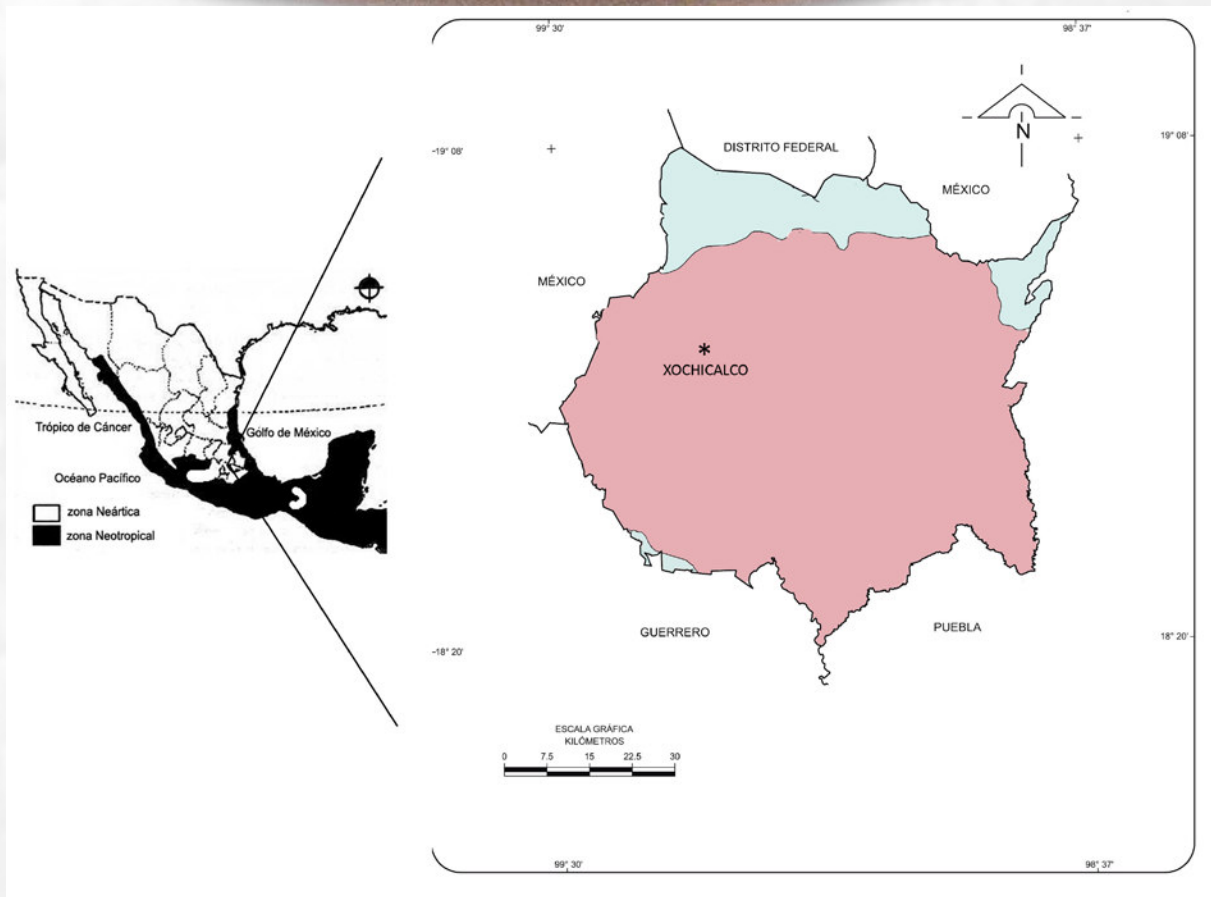 99° 30'
98° 37'
N
19° 08'
19° 08'
DISTRITO FEDERAL
MÉXICO
MÉXICO
XOCHICALCO
Trópico de Cáncer
Golfo de México
Océano Pacífico
zona Neártica
zona Neotropical
GUERRERO
PUEBLA
18° 20'
18° 20'
ESCALA GRÁFICA
KILÓMETROS
0 7.5 15 22.5 30
99° 30'
98° 37'